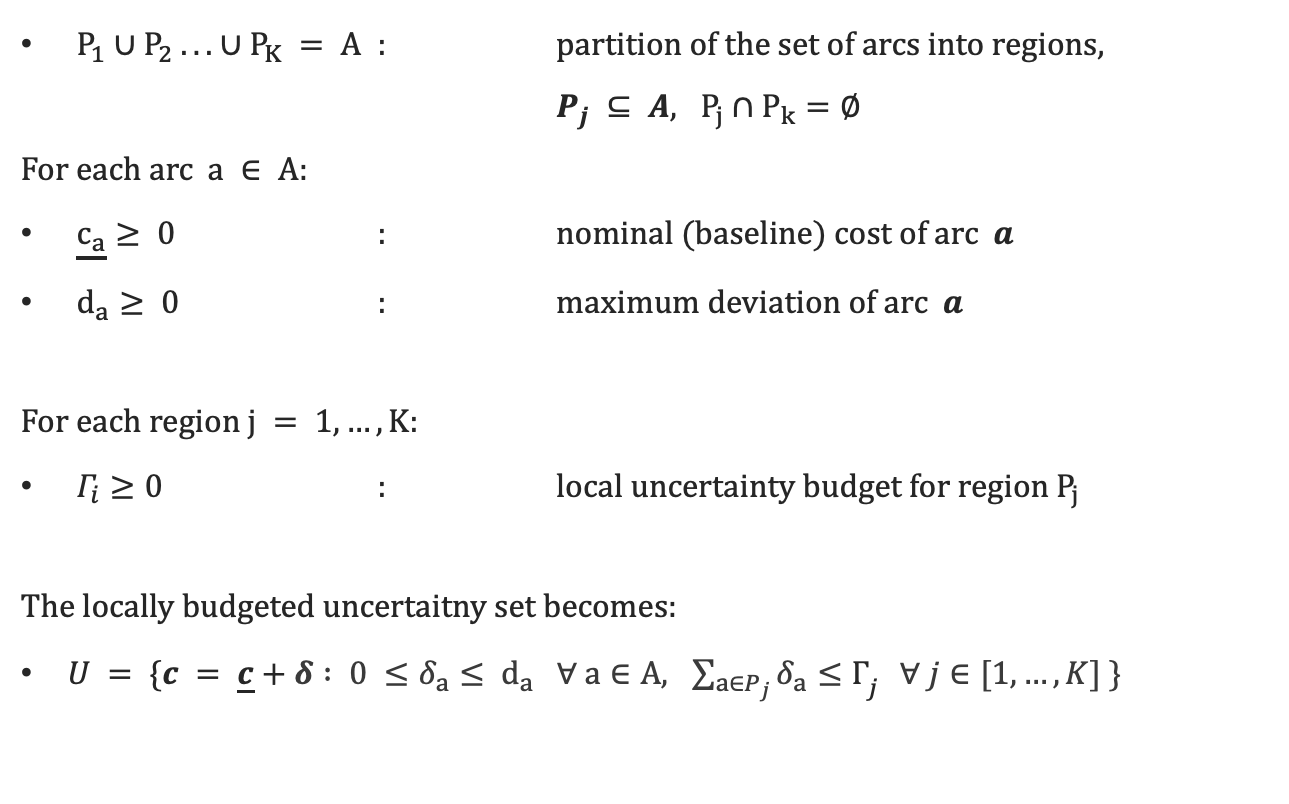 • P₁ ∪ P₂ … ∪ P_K = A : partition of the set of arcs into regions,
P_j ⊆ A, P_j ∩ P_k = ∅
For each arc a ∈ A:
• c_a ≥ 0 : nominal (baseline) cost of arc a
• d_a ≥ 0 : maximum deviation of arc a
For each region j = 1, … , K:
• Γ_i ≥ 0 : local uncertainty budget for region P_j
The locally budgeted uncertaitny set becomes:
• U = {c = c + δ : 0 ≤ δ_a ≤ d_a ∀ a ∈ A, ∑_{a∈P_j} δ_a ≤ Γ_j ∀ j ∈ [1, … , K] }